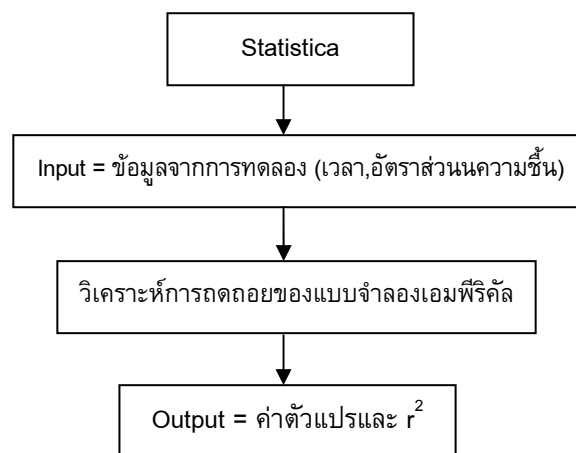 Statistica
Input = ข้อมูลจากการทดลอง (เวลา,อัตราส่วนนความชื้น)
วิเคราะห์การถดถอยของแบบจำลองเอมพีริคัล
Output = ค่าตัวแปรและ r²